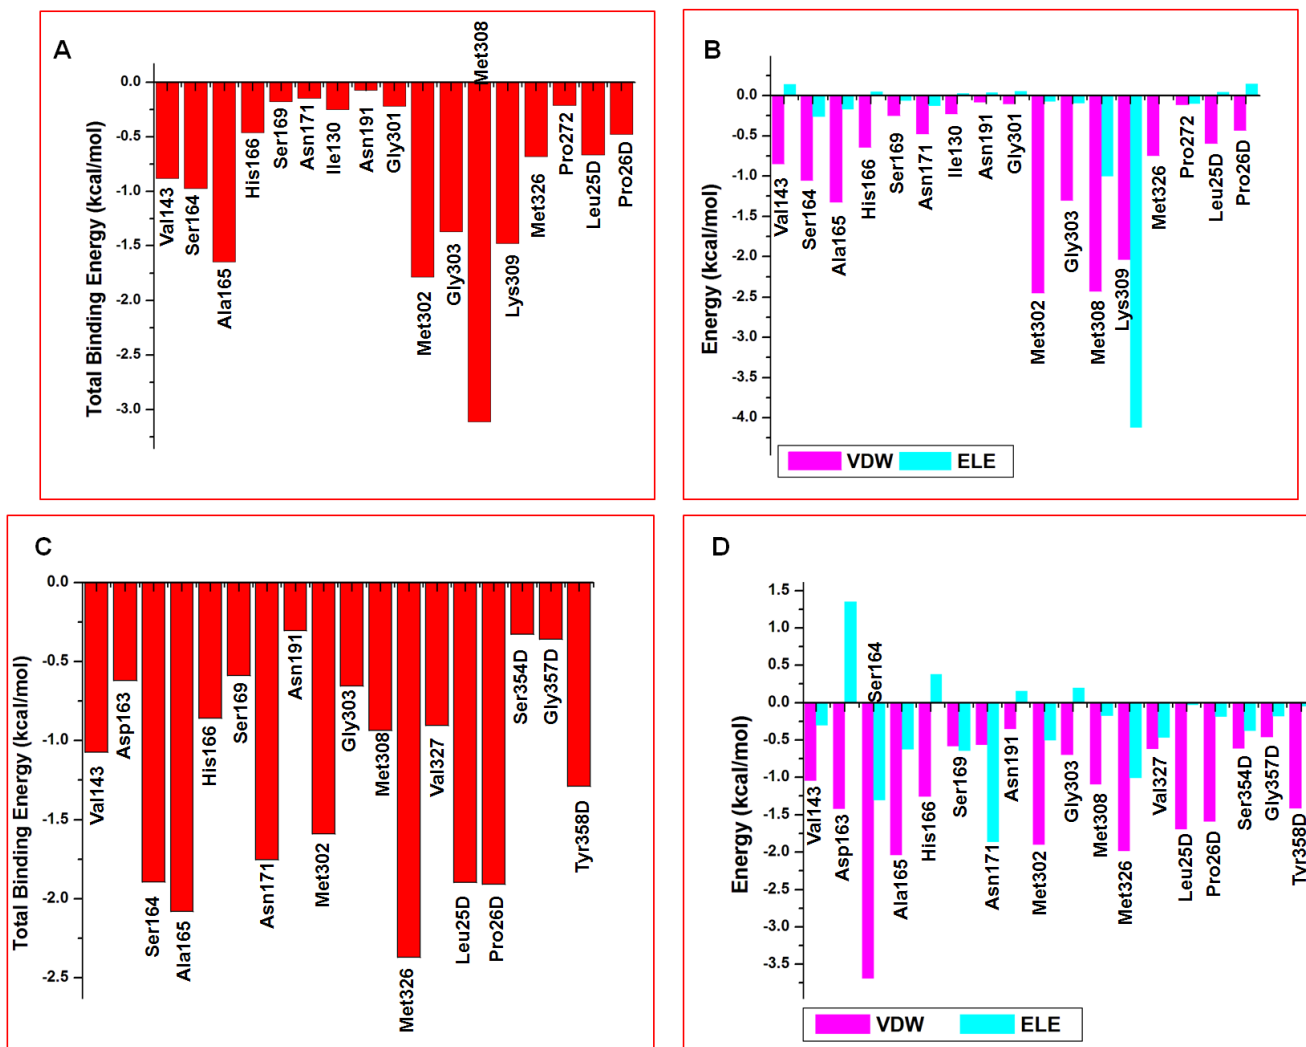 A
Total Binding Energy (kcal/mol)
0.0
-0.5
-1.0
-1.5
-2.0
-2.5
-3.0
Val143
Ser164
Ala165
His166
Ser169
Asn171
Ile130
Asn191
Gly301
Met302
Gly303
Met308
Lys309
Met326
Pro272
Leu25D
Pro26D
B
Energy (kcal/mol)
0.0
-0.5
-1.0
-1.5
-2.0
-2.5
-3.0
-3.5
-4.0
Val143
Ser164
Ala165
His166
Ser169
Asn171
Ile130
Asn191
Gly301
Met302
Gly303
Met308
Lys309
Met326
Pro272
Leu25D
Pro26D
VDW ELE
C
Total Binding Energy (kcal/mol)
0.0
-0.5
-1.0
-1.5
-2.0
-2.5
Val143
Asp163
Ser164
Ala165
His166
Ser169
Asn171
Asn191
Met302
Gly303
Met308
Met326
Val327
Leu25D
Pro26D
Ser354D
Gly357D
Tyr358D
D
Energy (kcal/mol)
1.5
1.0
0.5
0.0
-0.5
-1.0
-1.5
-2.0
-2.5
-3.0
-3.5
Val143
Asp163
Ser164
Ala165
His166
Ser169
Asn171
Asn191
Met302
Gly303
Met308
Met326
Val327
Leu25D
Pro26D
Ser354D
Gly357D
Tyr358D
VDW ELE